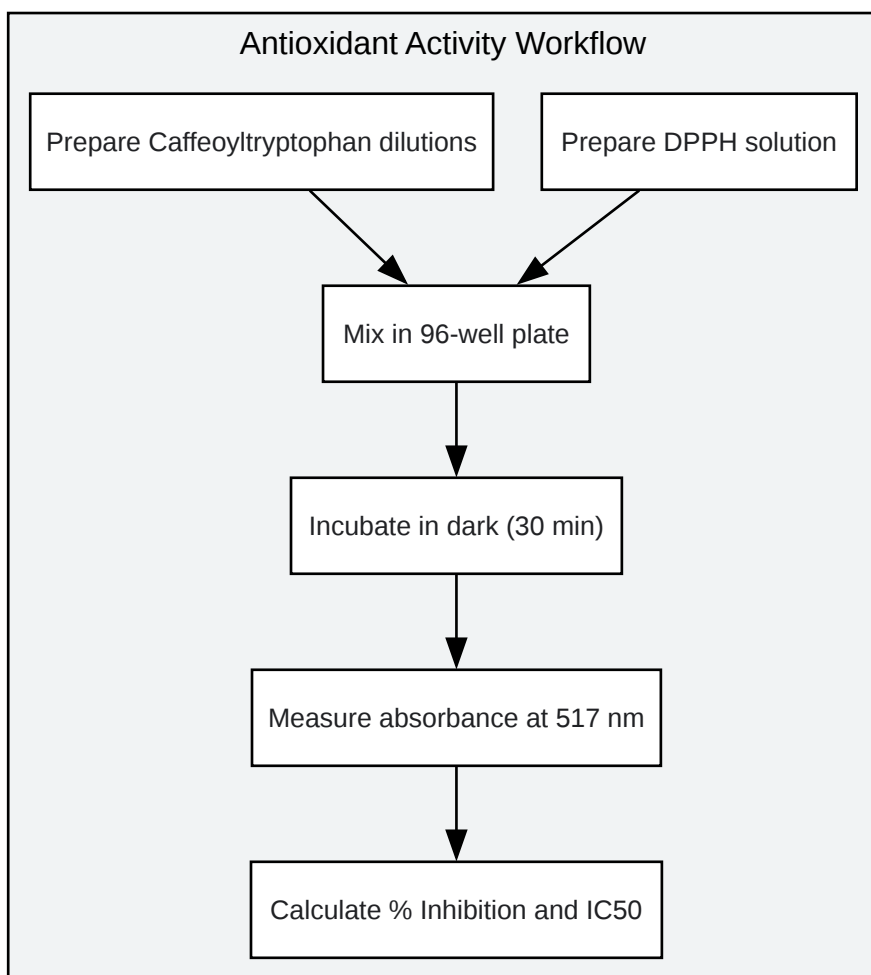 Antioxidant Activity Workflow
Prepare Caffeoyltryptophan dilutions
Prepare DPPH solution
Mix in 96-well plate
Incubate in dark (30 min)
Measure absorbance at 517 nm
Calculate % Inhibition and IC50